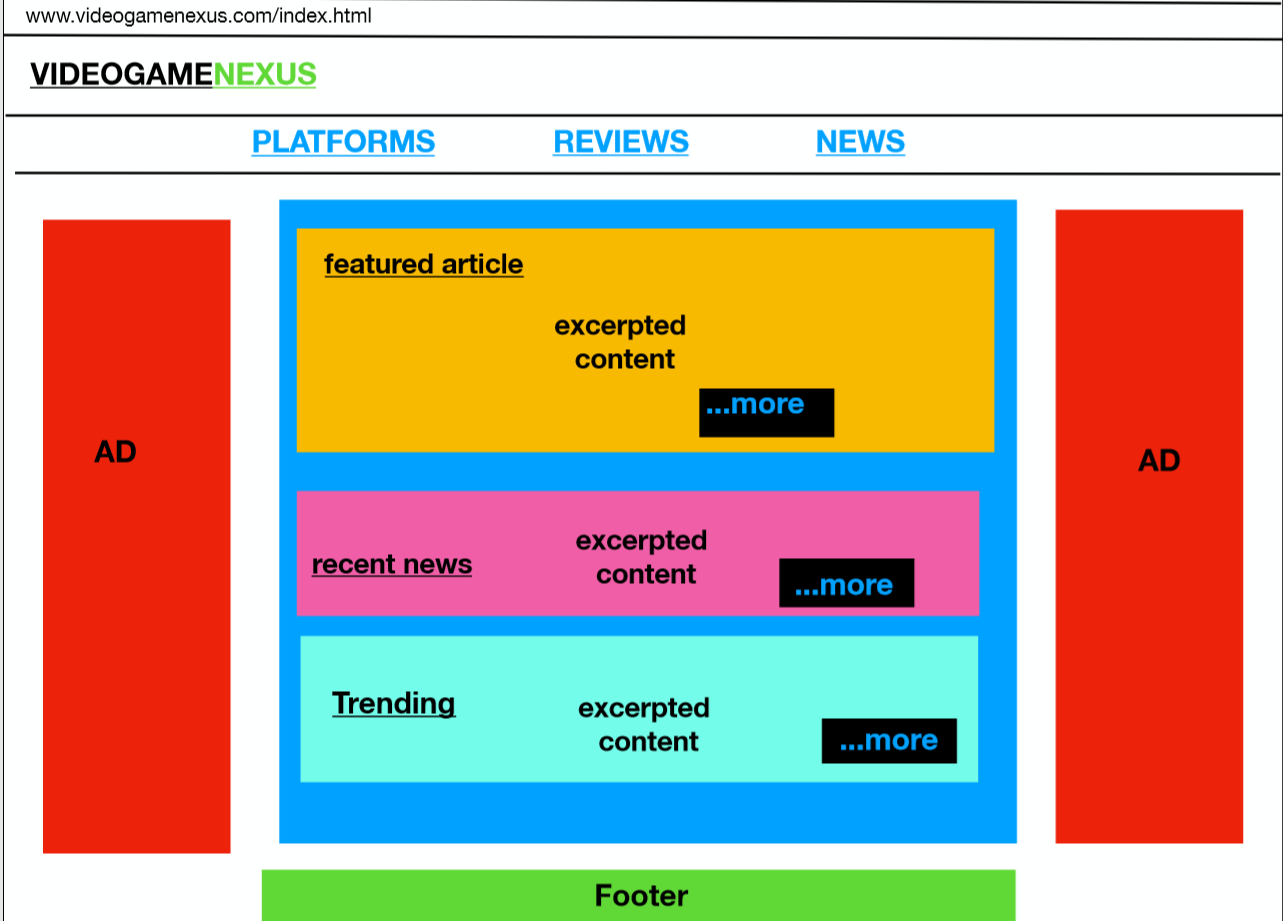 www.videogamenexus.com/index.html
VIDEOGAMENEXUS
PLATFORMS REVIEWS NEWS
AD
featured article
excerpted
content
...more
recent news
excerpted
content
...more
Trending
excerpted
content
...more
AD
Footer